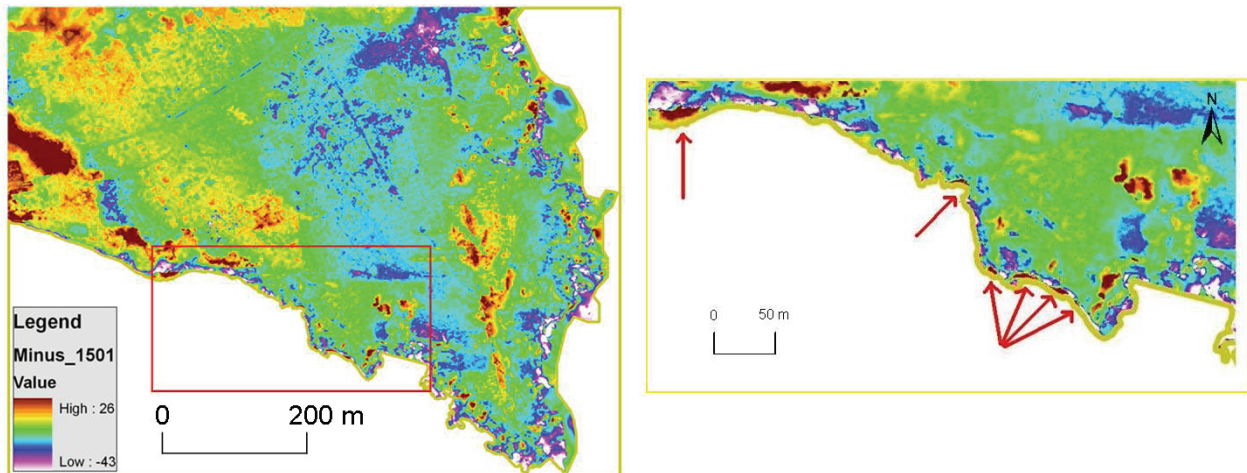 Legend
Minus_1501
Value
High : 26
Low : -43
0 200 m
N
0 50 m